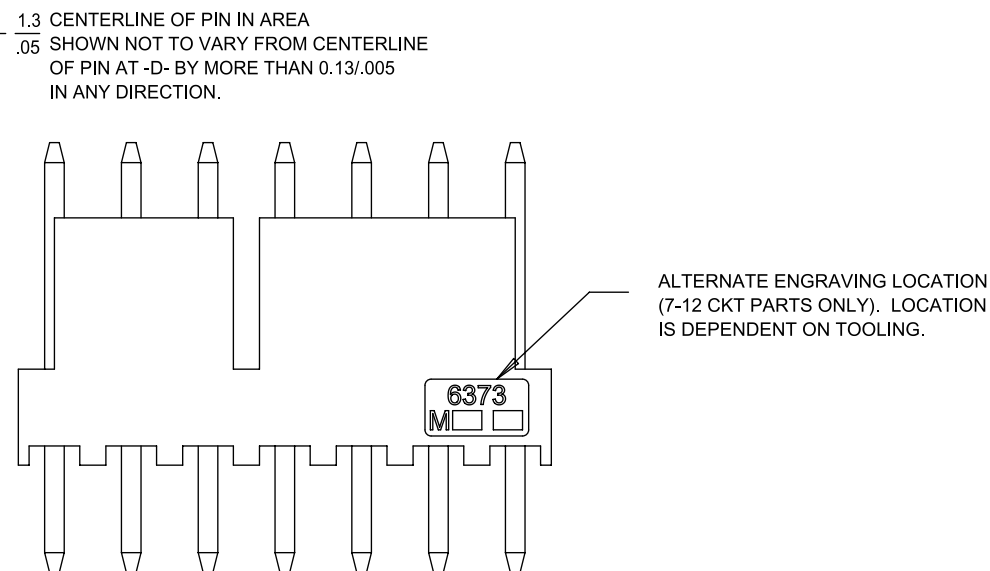 1.3 CENTERLINE OF PIN IN AREA
.05 SHOWN NOT TO VARY FROM CENTERLINE
OF PIN AT -D- BY MORE THAN 0.13/.005
IN ANY DIRECTION.
ALTERNATE ENGRAVING LOCATION
(7-12 CKT PARTS ONLY). LOCATION
IS DEPENDENT ON TOOLING.
6373
M